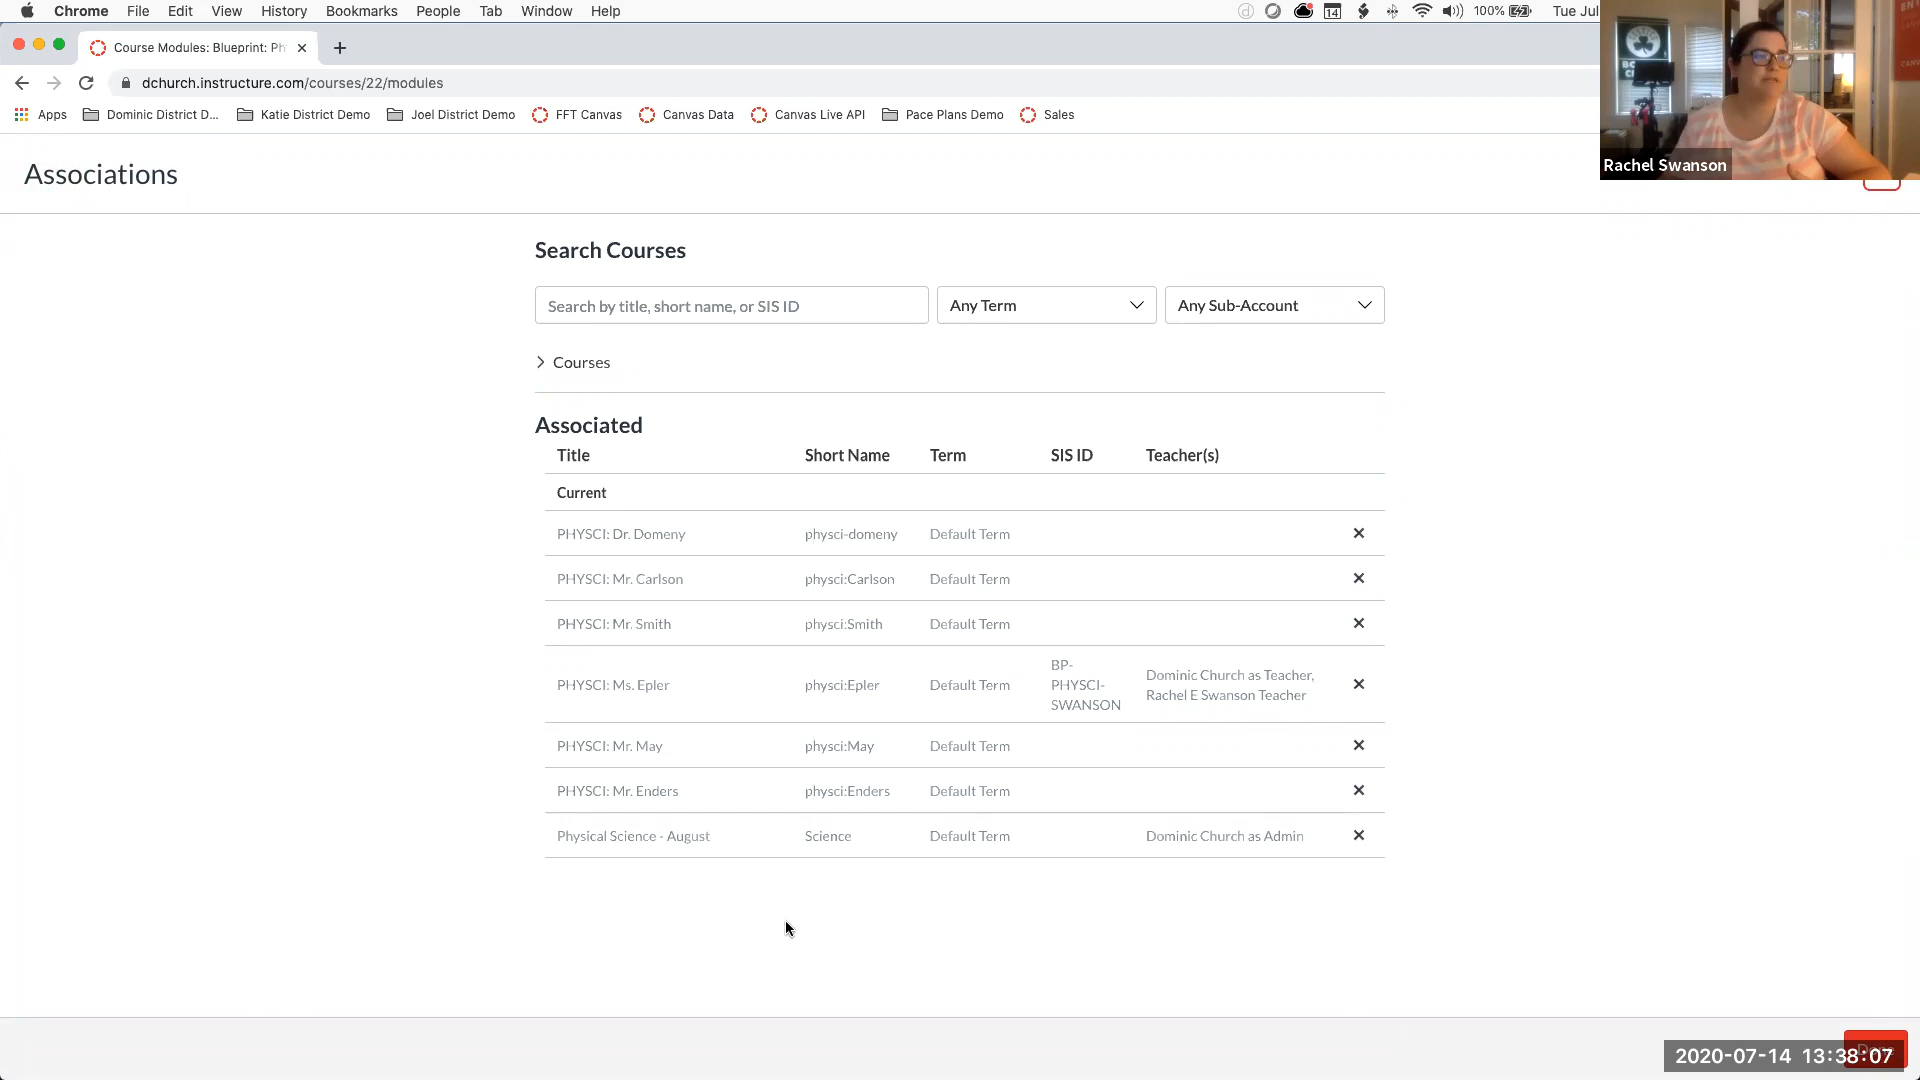 Chrome File Edit View History Bookmarks People Tab Window Help
14 100% Tue Jul
Course Modules: Blueprint: Ph
dchurch.instructure.com/courses/22/modules
Apps Dominic District D... Katie District Demo Joel District Demo FFT Canvas Canvas Data Canvas Live API Pace Plans Demo Sales
Rachel Swanson
Associations
Search Courses
Search by title, short name, or SIS ID Any Term Any Sub-Account
Courses
Associated
Title Short Name Term SIS ID Teacher(s)
Current
PHYSCI: Dr. Domeny physci-domeny Default Term
PHYSCI: Mr. Carlson physci:Carlson Default Term
PHYSCI: Mr. Smith physci:Smith Default Term
PHYSCI: Ms. Epler physci:Epler Default Term BP-PHYSCI-SWANSON Dominic Church as Teacher, Rachel E Swanson Teacher
PHYSCI: Mr. May physci:May Default Term
PHYSCI: Mr. Enders physci:Enders Default Term
Physical Science - August Science Default Term Dominic Church as Admin
2020-07-14 13:38:07